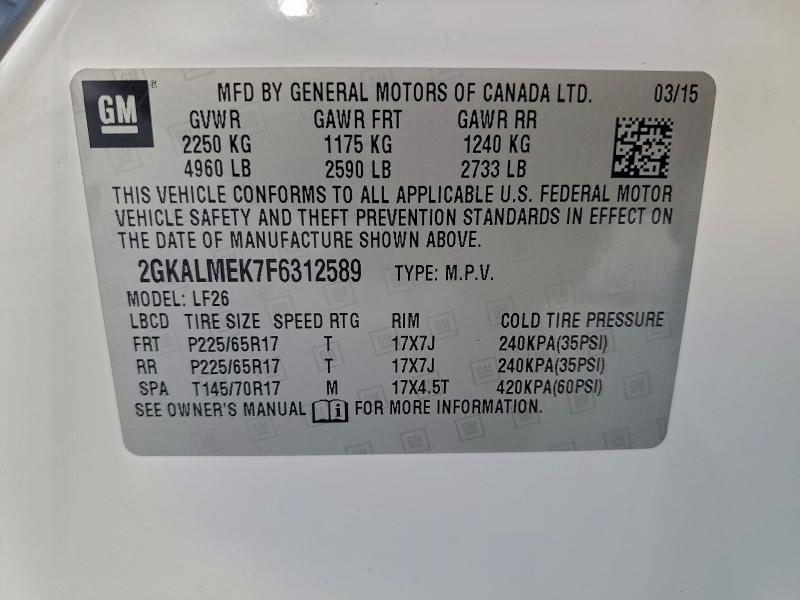 GM ® MFD BY GENERAL MOTORS OF CANADA LTD. 03/15
GVWR GAWR FRT GAWR RR
2250 KG 1175 KG 1240 KG
4960 LB 2590 LB 2733 LB
THIS VEHICLE CONFORMS TO ALL APPLICABLE U.S. FEDERAL MOTOR
VEHICLE SAFETY AND THEFT PREVENTION STANDARDS IN EFFECT ON
THE DATE OF MANUFACTURE SHOWN ABOVE.
2GKALMEK7F6312589 TYPE: M.P.V.
MODEL: LF26
LBCD TIRE SIZE SPEED RTG RIM COLD TIRE PRESSURE
FRT P225/65R17 T 17X7J 240KPA(35PSI)
RR P225/65R17 T 17X7J 240KPA(35PSI)
SPA T145/70R17 M 17X4.5T 420KPA(60PSI)
SEE OWNER'S MANUAL i FOR MORE INFORMATION.